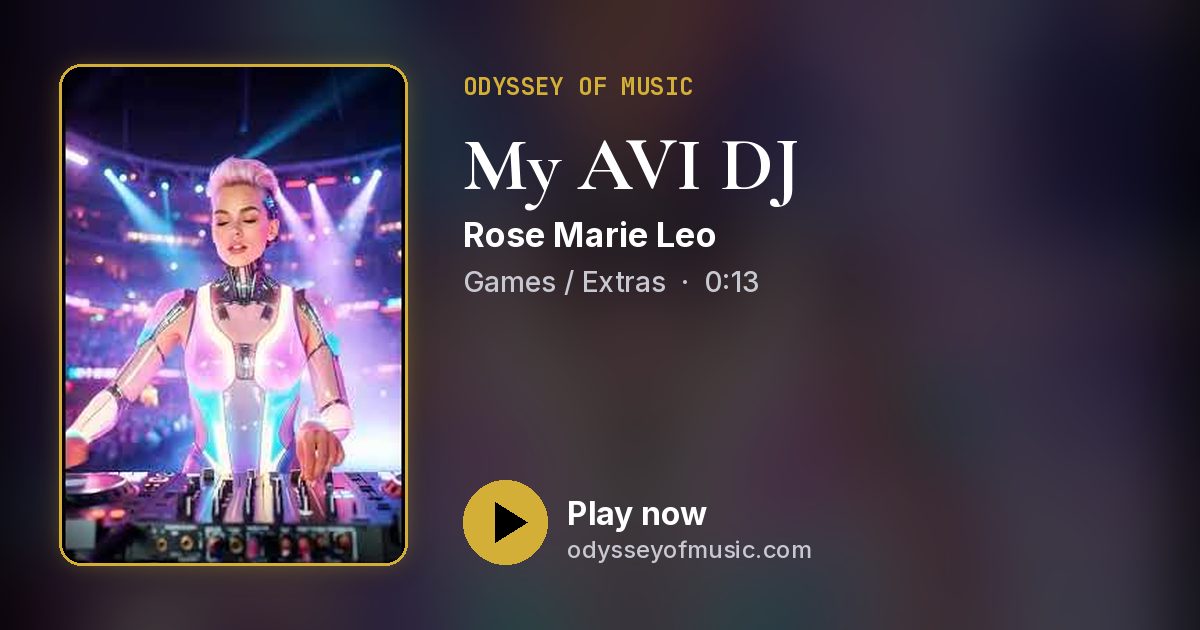 ODYSSEY OF MUSIC
My AVI DJ
Rose Marie Leo
Games / Extras · 0:13
Play now
odysseyofmusic.com